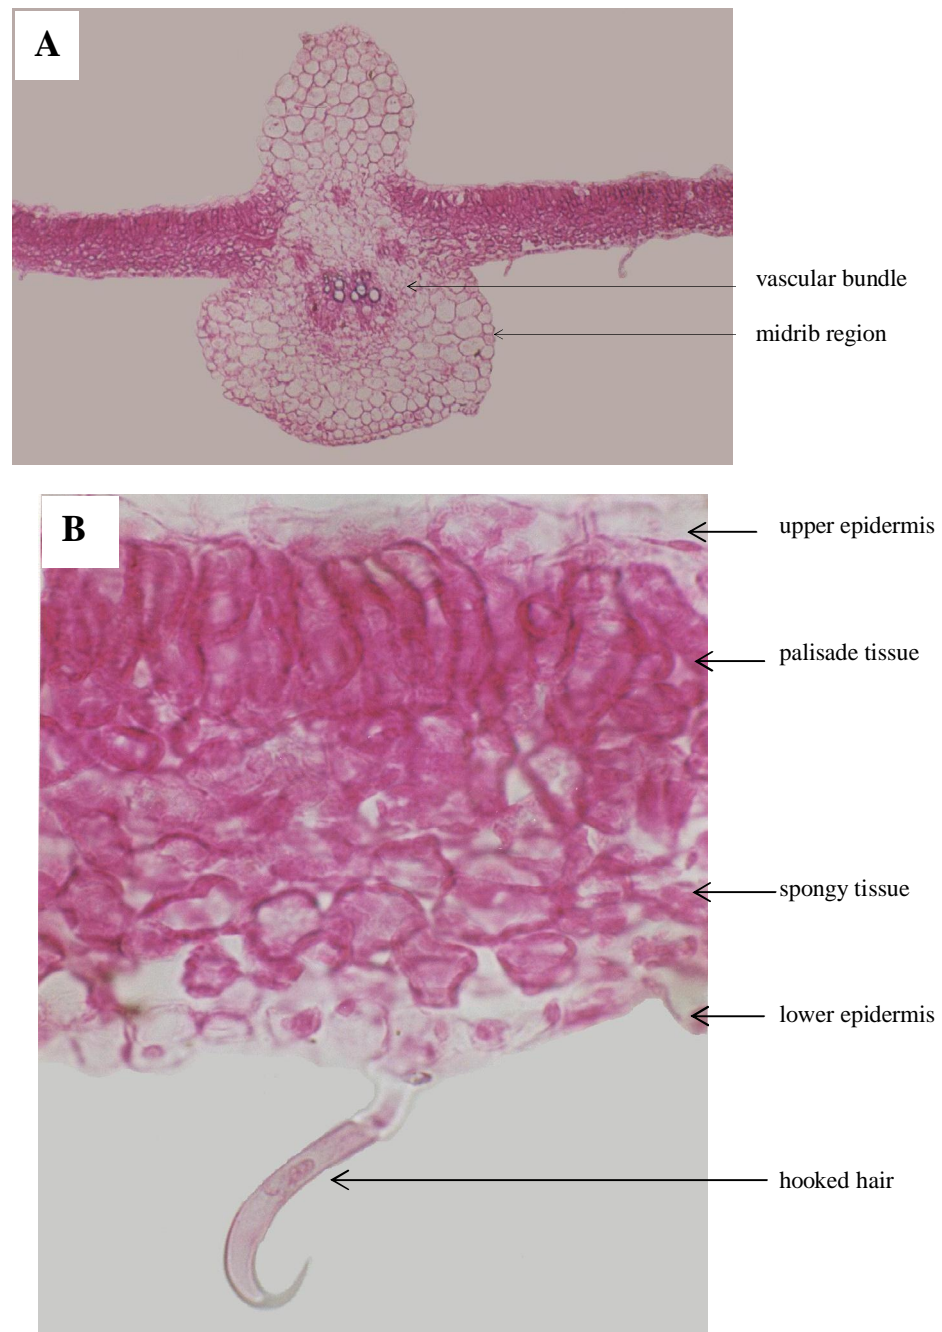 A
vascular bundle
midrib region
B
upper epidermis
palisade tissue
spongy tissue
lower epidermis
hooked hair